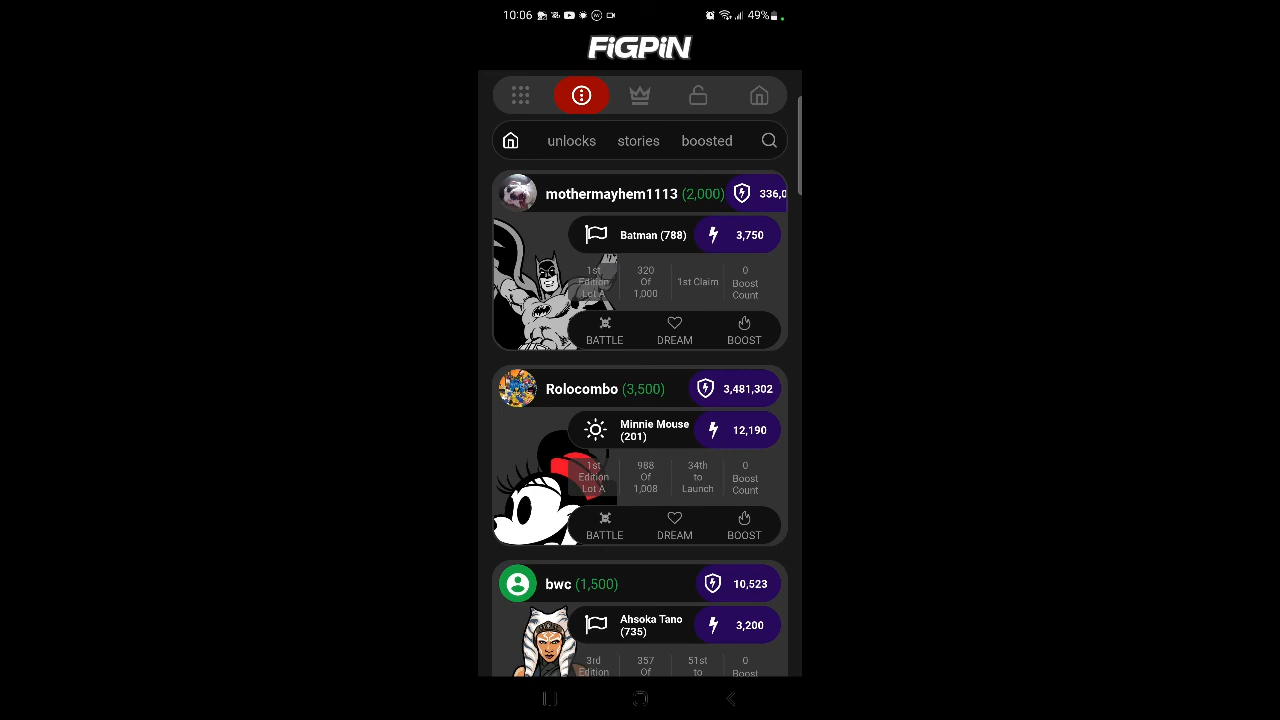 10:06 49%
FiGPiN
unlocks stories boosted
mothermayhem1113 (2,000) 336,0
Batman (788) 3,750
1st Edition Lot A
320 Of 1,000
1st Claim
0 Boost Count
BATTLE DREAM BOOST
Rolocombo (3,500) 3,481,302
Minnie Mouse (201) 12,190
1st Edition Lot A
988 Of 1,008
34th to Launch
0 Boost Count
BATTLE DREAM BOOST
bwc (1,500) 10,523
Ahsoka Tano (735) 3,200
3rd Edition
357 Of
51st to
0 Boost